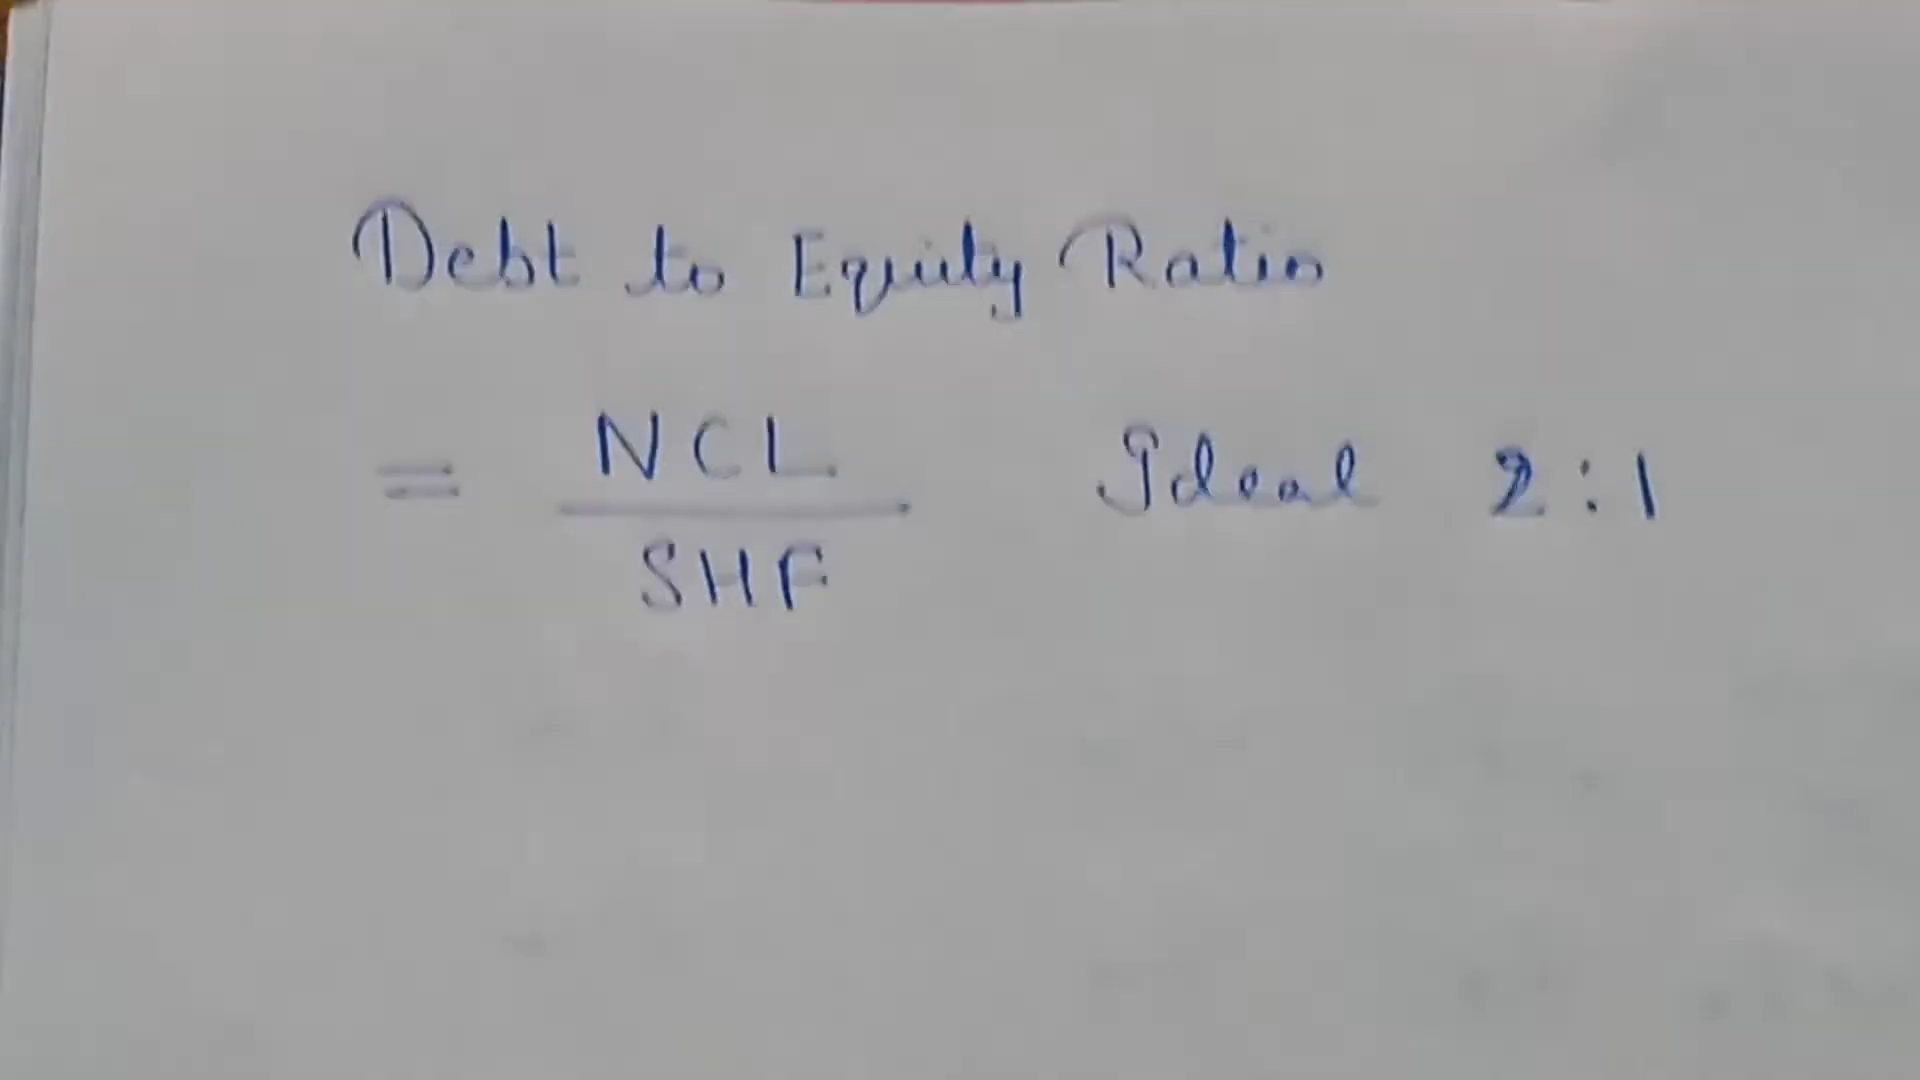 Debt to Equity Ratio
= NCL / SHF Ideal 2:1